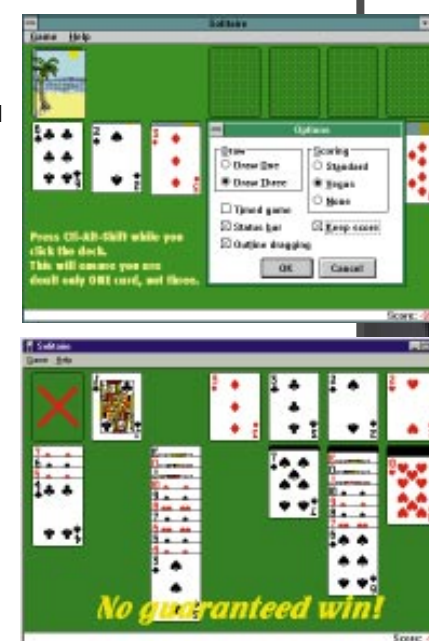 Solitaire
Game Help
Options
Draw
Draw One
Draw Three
Scoring
Standard
Vegas
None
Timed game
Status bar
Keep score
Outline dragging
OK Cancel
Press Ctl-Alt-Shift while you
click the deck.
This will ensure you are
dealt only ONE card, not three.
Score:
Solitaire
Game Help
No guaranteed win!
Score: